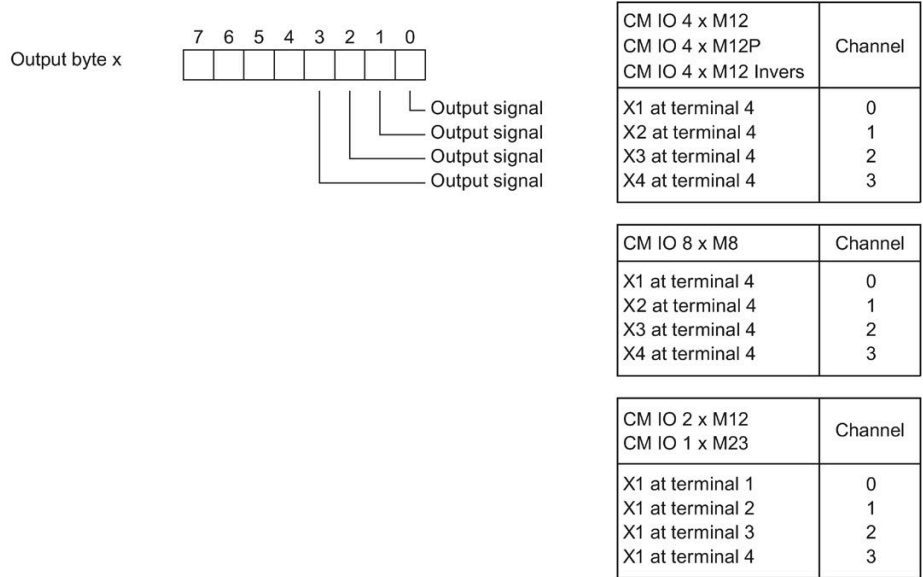 7 6 5 4 3 2 1 0
Output byte x
Output signal
Output signal
Output signal
Output signal
CM IO 4 x M12
CM IO 4 x M12P
CM IO 4 x M12 Invers
Channel
X1 at terminal 4 0
X2 at terminal 4 1
X3 at terminal 4 2
X4 at terminal 4 3
CM IO 8 x M8 Channel
X1 at terminal 4 0
X2 at terminal 4 1
X3 at terminal 4 2
X4 at terminal 4 3
CM IO 2 x M12
CM IO 1 x M23
Channel
X1 at terminal 1 0
X1 at terminal 2 1
X1 at terminal 3 2
X1 at terminal 4 3